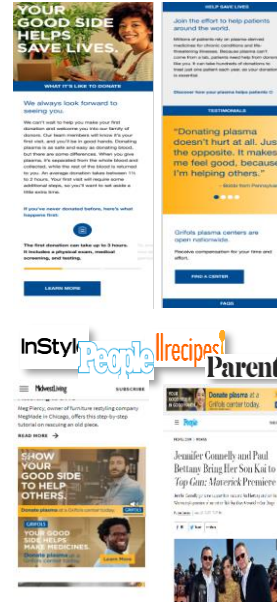 YOUR
GOOD SIDE
HELPS
SAVE LIVES.
WHAT IT'S LIKE TO DONATE
We always look forward to
seeing you.
We can't wait to help you make your first
donation and welcome you into our family of
donors. Our team members will know it's your
first visit, and you'll be in good hands. Donating
plasma is as safe and easy as donating blood,
but there are some differences. When you give
plasma, it's separated from the whole blood and
collected, while the rest of the blood is returned
to you. An average donation takes between 1½
to 2 hours. Your first visit will require some
additional steps, so you'll want to set aside a
little extra time.
If you've never donated before, here's what
happens first:
The first donation can take up to 3 hours.
It includes a physical exam, medical
screening, and testing.
LEARN MORE
HELP SAVE LIVES
Join the effort to help patients
around the world.
Millions of patients rely on plasma-derived
medicines for chronic conditions and life-
threatening illnesses. Because plasma can't
come from a lab, patients need help from donors
like you. It can take hundreds of donations to
treat just one patient each year, so your donation
is essential.
Discover how your plasma helps patients
TESTIMONIALS
"Donating plasma
doesn't hurt at all. Just
the opposite. It makes
me feel good, because
I'm helping others."
Grifols plasma centers are
open nationwide.
Receive compensation for your time and
effort.
FIND A CENTER
FAQS
InStyl
People
llrecipes!
Parent
Midwest Living
SUBSCRIBE
Meg Piercy, owner of furniture restyling company
MegMade in Chicago, offers this step-by-step
tutorial on rescuing an old piece.
READ MORE →
SHOW
YOUR
GOOD SIDE
TO HELP
OTHERS.
Donate plasma at a Grifols center today.
GRIFOLS
YOUR GOOD
SIDE HELPS
MAKE MEDICINES.
Donate plasma at a Grifols center today.
Learn More
Donate plasma at a
Grifols center today.
People
Jennifer Connelly and Paul
Bettany Bring Her Son Kai to
Top Gun: Maverick Premiere